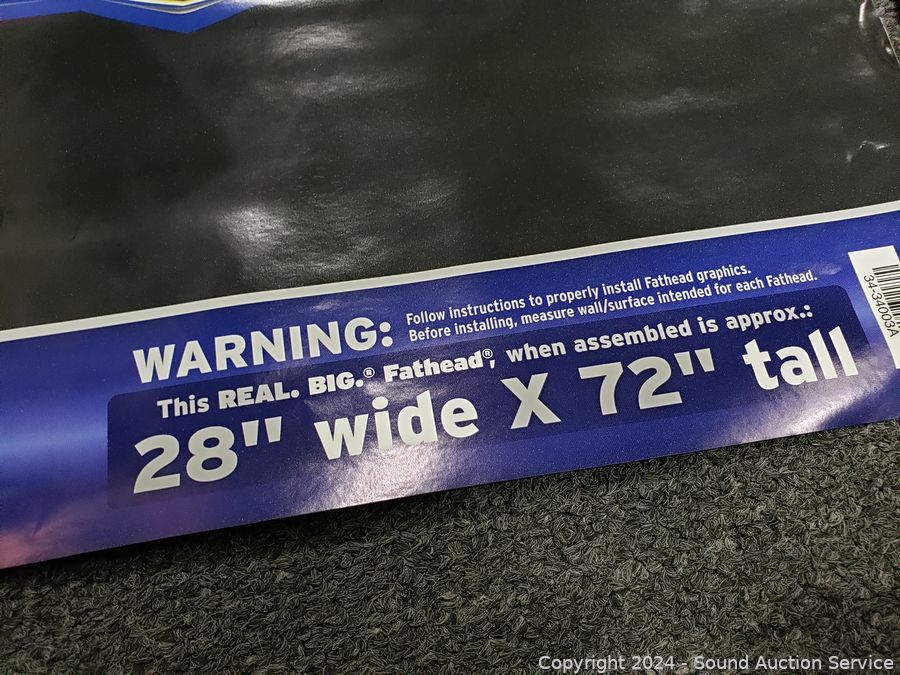 WARNING:
Follow instructions to properly install Fathead graphics.
Before installing, measure wall/surface intended for each Fathead.
This REAL. BIG.® Fathead®, when assembled is approx.:
28" wide X 72" tall
34-34003A
Copyright 2024 - Sound Auction Service